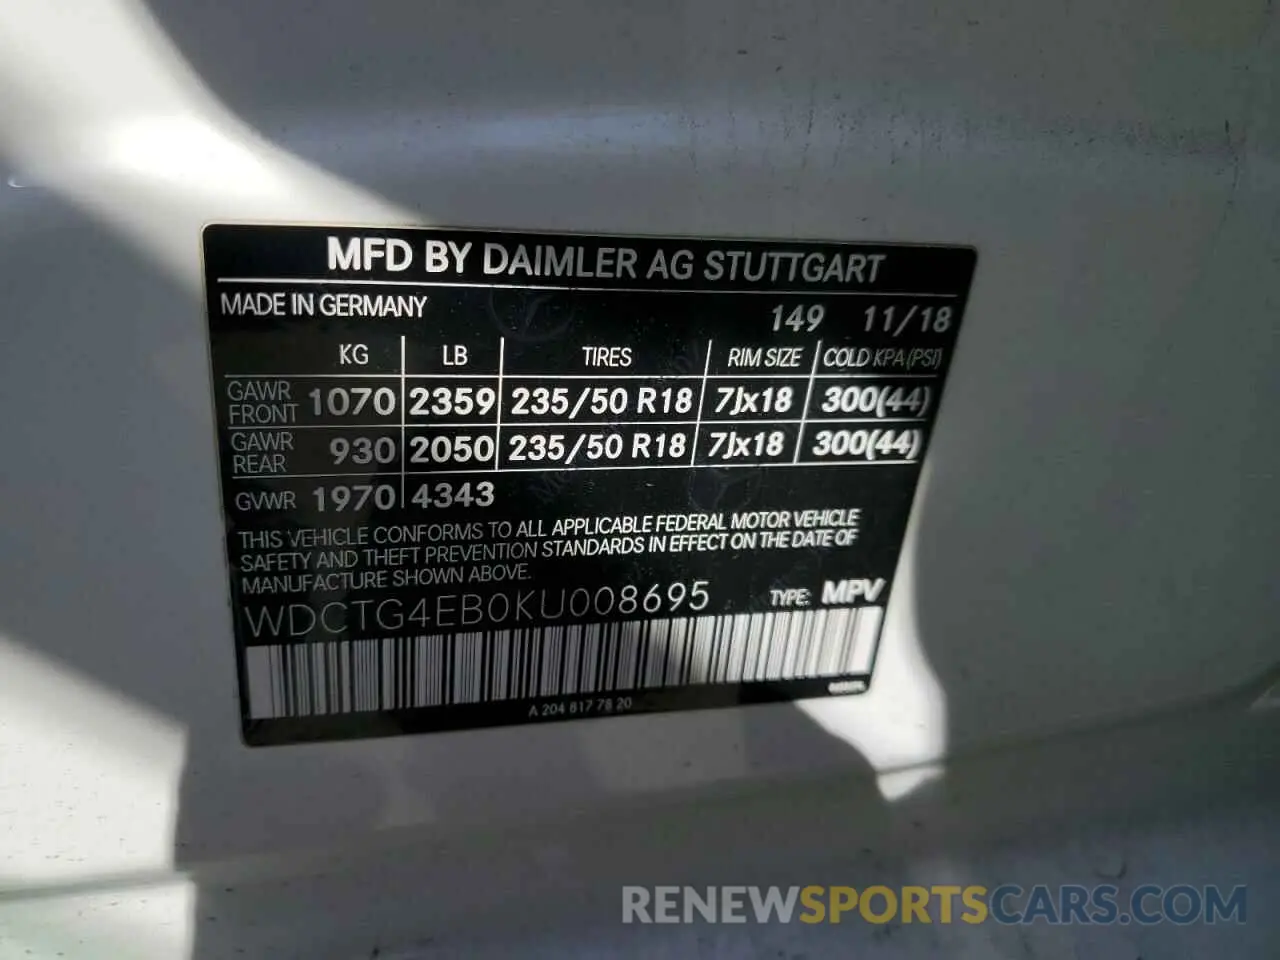 MFD BY DAIMLER AG STUTTGART
MADE IN GERMANY 149 11/18
KG LB TIRES RIM SIZE COLD KPA (PSI)
GAWR FRONT 1070 2359 235/50 R18 7Jx18 300(44)
GAWR REAR 930 2050 235/50 R18 7Jx18 300(44)
GVWR 1970 4343
THIS VEHICLE CONFORMS TO ALL APPLICABLE FEDERAL MOTOR VEHICLE
SAFETY AND THEFT PREVENTION STANDARDS IN EFFECT ON THE DATE OF
MANUFACTURE SHOWN ABOVE.
WDCTG4EB0KU008695 TYPE: MPV
A 204 817 78 20
RENEWSPORTSCARS.COM